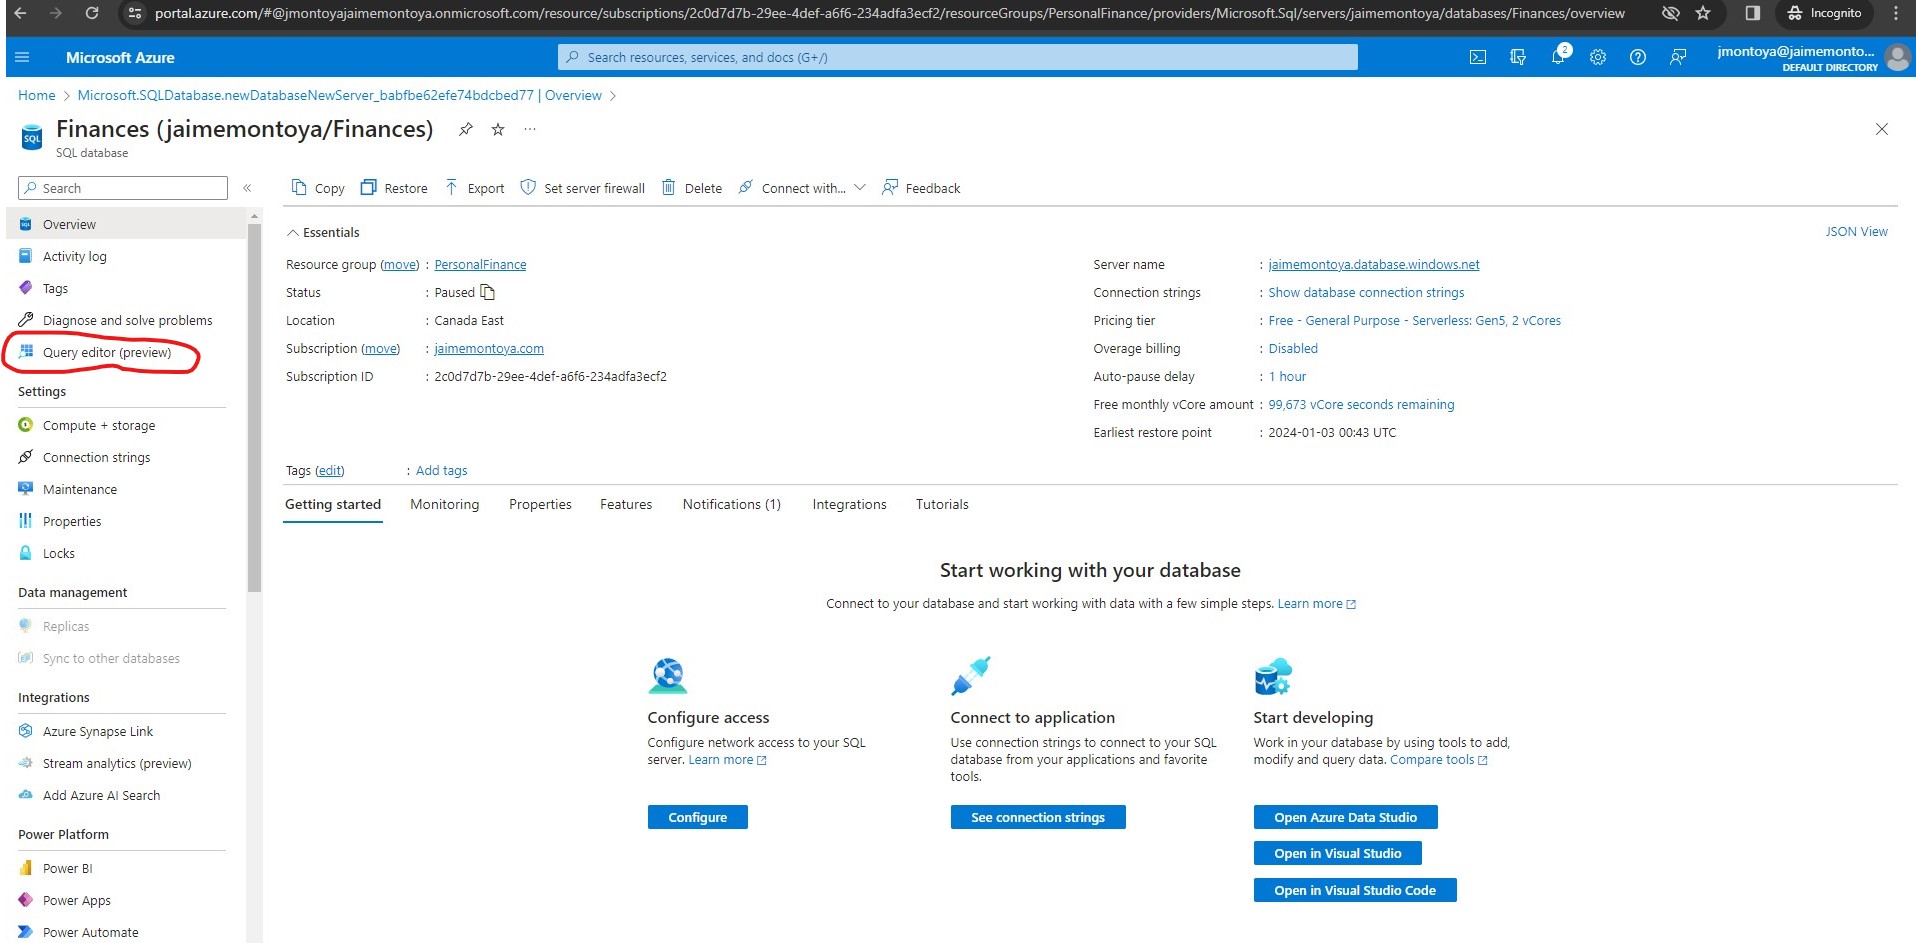 portal.azure.com/#@jmontoyajaimemontoya.onmicrosoft.com/resource/subscriptions/2c0d7d7b-29ee-4def-a6f6-234adfa3ecf2/resourceGroups/PersonalFinance/providers/Microsoft.Sql/servers/jaimemontoya/databases/Finances/overview
Incognito
Microsoft Azure
Search resources, services, and docs (G+/)
2
jmontoya@jaimemonto...
DEFAULT DIRECTORY
Home > Microsoft.SQLDatabase.newDatabaseNewServer_babfbe62efe74bdcbed77 | Overview >
SQL
Finances (jaimemontoya/Finances)
...
SQL database
Search
«
Copy
Restore
Export
Set server firewall
Delete
Connect with...
Feedback
Overview
Activity log
Tags
Diagnose and solve problems
Query editor (preview)
Settings
Compute + storage
Connection strings
Maintenance
Properties
Locks
Data management
Replicas
Sync to other databases
Integrations
Azure Synapse Link
Stream analytics (preview)
Add Azure AI Search
Power Platform
Power BI
Power Apps
Power Automate
Essentials
JSON View
Resource group (move) : PersonalFinance
Status : Paused
Location : Canada East
Subscription (move) : jaimemontoya.com
Subscription ID : 2c0d7d7b-29ee-4def-a6f6-234adfa3ecf2
Server name : jaimemontoya.database.windows.net
Connection strings : Show database connection strings
Pricing tier : Free - General Purpose - Serverless: Gen5, 2 vCores
Overage billing : Disabled
Auto-pause delay : 1 hour
Free monthly vCore amount : 99,673 vCore seconds remaining
Earliest restore point : 2024-01-03 00:43 UTC
Tags (edit) : Add tags
Getting started
Monitoring
Properties
Features
Notifications (1)
Integrations
Tutorials
Start working with your database
Connect to your database and start working with data with a few simple steps. Learn more
Configure access
Configure network access to your SQL
server. Learn more
Configure
Connect to application
Use connection strings to connect to your SQL
database from your applications and favorite
tools.
See connection strings
Start developing
Work in your database by using tools to add,
modify and query data. Compare tools
Open Azure Data Studio
Open in Visual Studio
Open in Visual Studio Code